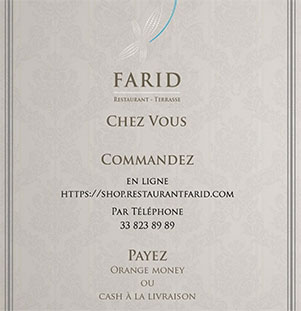 FARID
RESTAURANT - TERRASSE
CHEZ VOUS
COMMANDEZ
EN LIGNE
HTTPS://SHOP.RESTAURANTFARID.COM
PAR TÉLÉPHONE
33 823 89 89
PAYEZ
ORANGE MONEY
OU
CASH À LA LIVRAISON